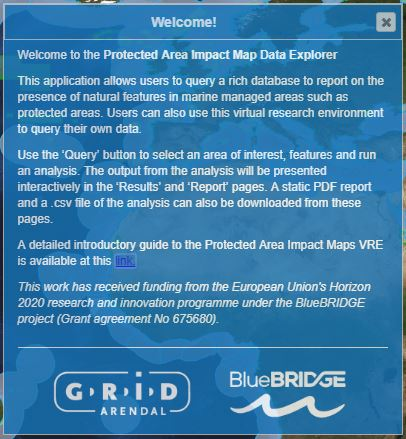 Welcome!
Welcome to the Protected Area Impact Map Data Explorer
This application allows users to query a rich database to report on the
presence of natural features in marine managed areas such as
protected areas. Users can also use this virtual research environment
to query their own data.
Use the ‘Query’ button to select an area of interest, features and run
an analysis. The output from the analysis will be presented
interactively in the ‘Results’ and ‘Report’ pages. A static PDF report
and a .csv file of the analysis can also be downloaded from these
pages.
A detailed introductory guide to the Protected Area Impact Maps VRE
is available at this link.
This work has received funding from the European Union's Horizon
2020 research and innovation programme under the BlueBRIDGE
project (Grant agreement No 675680).
G·R·I·D
ARENDAL
BlueBRIDGE